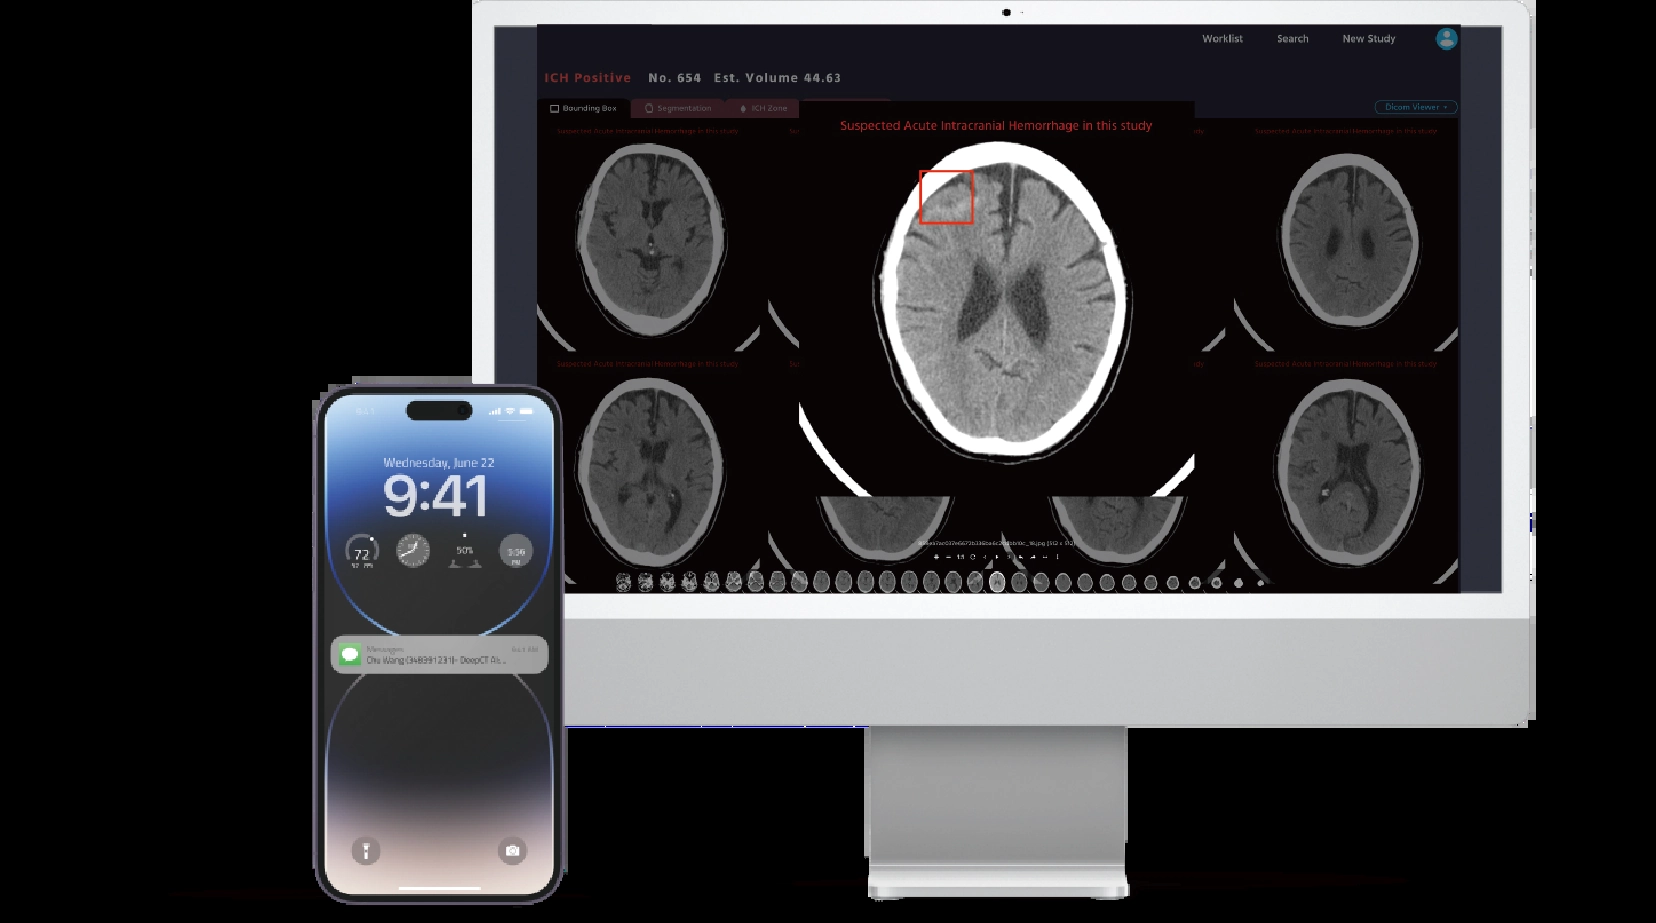 Worklist Search New Study
ICH Positive No. 654 Est. Volume 44.63
Bounding Box Segmentation ICH Zone
Dicom Viewer
Suspected Acute Intracranial Hemorrhage in this study
Suspected Acute Intracranial Hemorrhage in this study
Suspected Acute Intracranial Hemorrhage in this study
Suspected Acute Intracranial Hemorrhage in this study
Suspected Acute Intracranial Hemorrhage in this study
Wednesday, June 22
9:41
72
50%
Messages
Chu Wang